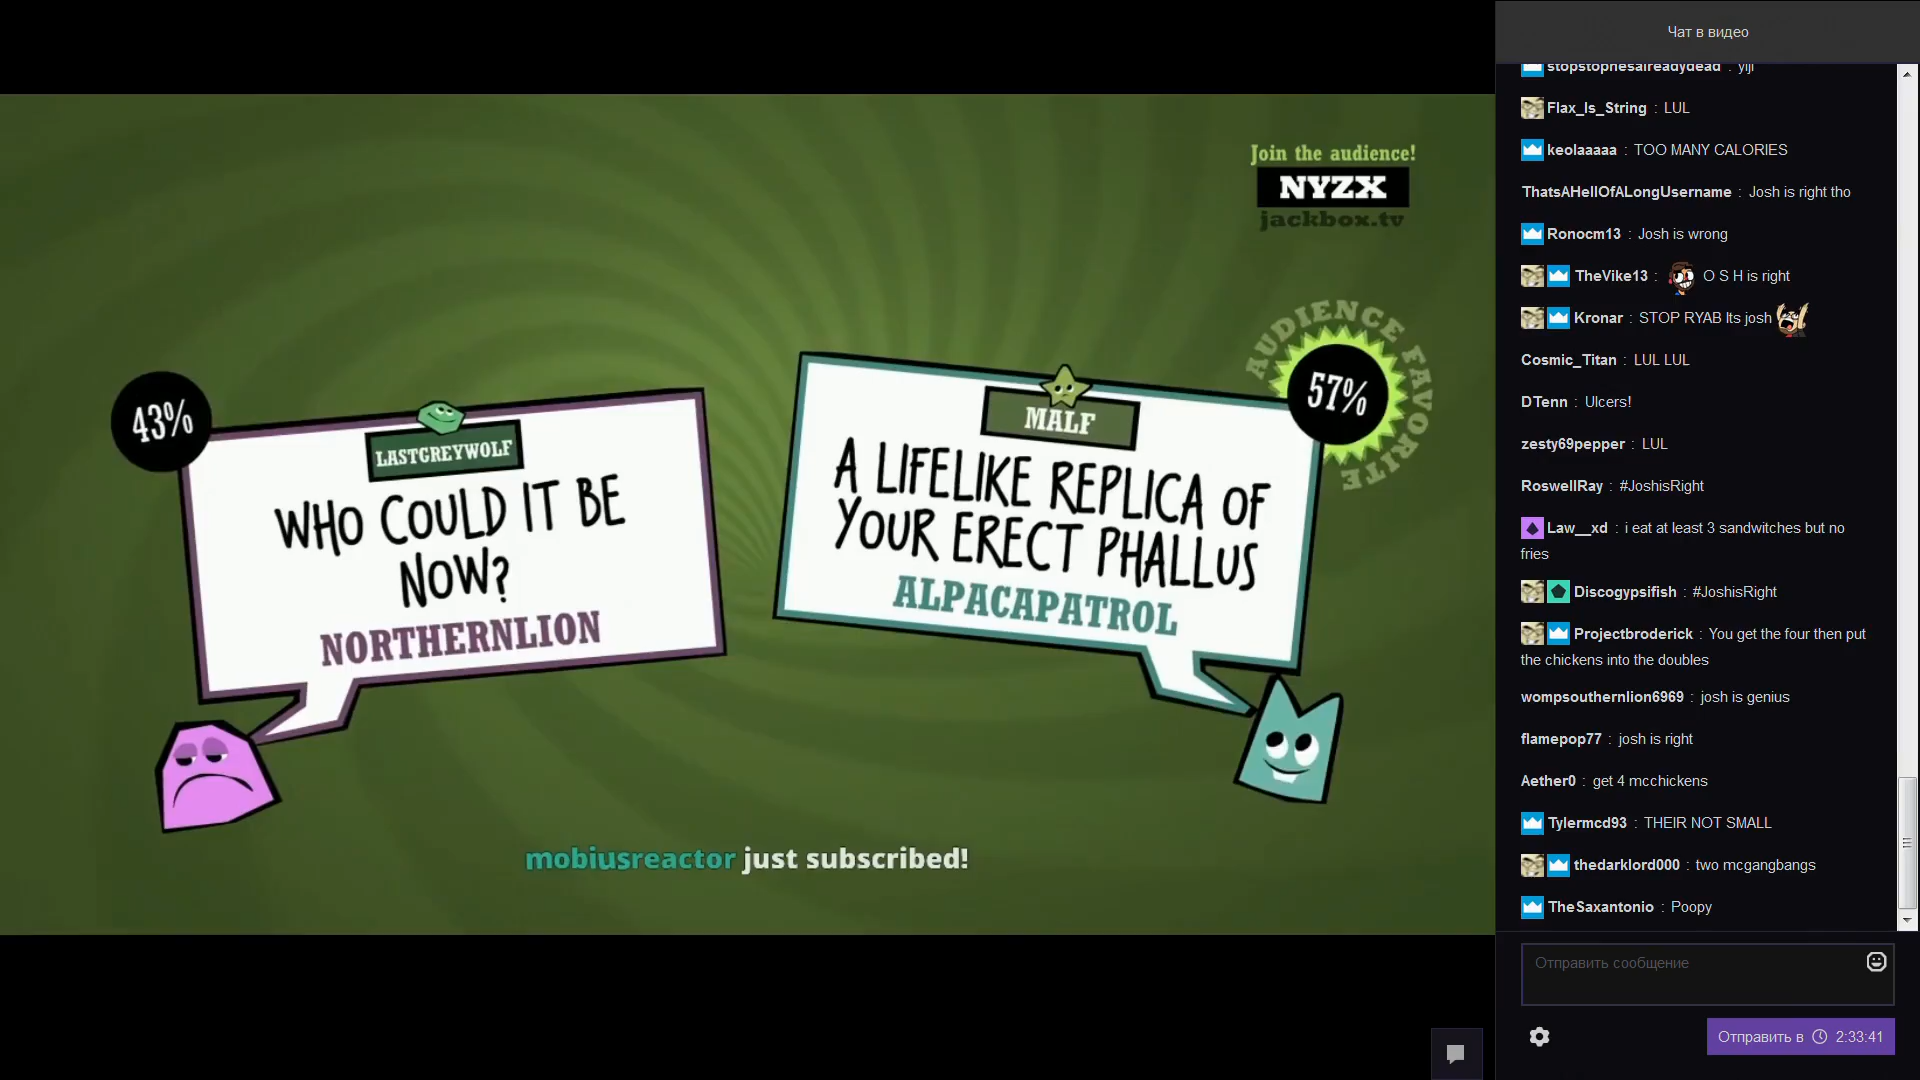 Join the audience!
NYZX
jackbox.tv
AUDIENCE FAVORITE
43%
LASTGREYWOLF
WHO COULD IT BE
NOW?
NORTHERNLION
57%
MALF
A LIFELIKE REPLICA OF
YOUR ERECT PHALLUS
ALPACAPATROL
mobiusreactor just subscribed!
Чат в видео
stopstophesalreadydead : yiji
Flax_Is_String : LUL
keolaaaaa : TOO MANY CALORIES
ThatsAHellOfALongUsername : Josh is right tho
Ronocm13 : Josh is wrong
TheVike13 : O S H is right
Kronar : STOP RYAB Its josh
Cosmic_Titan : LUL LUL
DTenn : Ulcers!
zesty69pepper : LUL
RoswellRay : #JoshisRight
Law__xd : i eat at least 3 sandwitches but no
fries
Discogypsifish : #JoshisRight
Projectbroderick : You get the four then put
the chickens into the doubles
wompsouthernlion6969 : josh is genius
flamepop77 : josh is right
Aether0 : get 4 mcchickens
Tylermcd93 : THEIR NOT SMALL
thedarklord000 : two mcgangbangs
TheSaxantonio : Poopy
Отправить сообщение
Отправить в 2:33:41